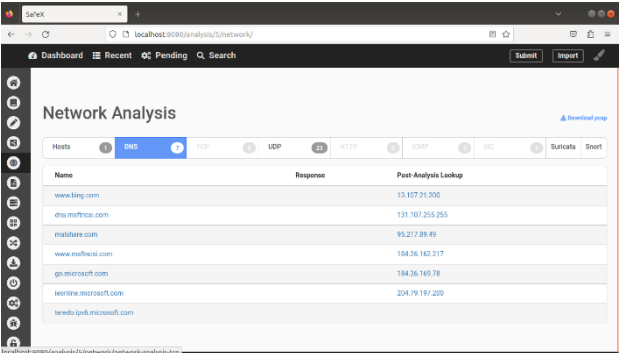 SafeX
localhost:8080/analysis/5/network/
Dashboard Recent Pending Search Submit Import
Network Analysis
Download pcap
Hosts 1 DNS 7 TCP 0 UDP 23 HTTP 0 ICMP 0 IRC 0 Suricata Snort
Name Response Post-Analysis Lookup
www.bing.com 13.107.21.200
dns.msftncsi.com 131.107.255.255
malshare.com 95.217.89.49
www.msftncsi.com 184.26.162.217
go.microsoft.com 184.26.169.78
ieonline.microsoft.com 204.79.197.200
teredo.ipv6.microsoft.com
localhost:8080/analysis/5/network/network-analysis-tcp